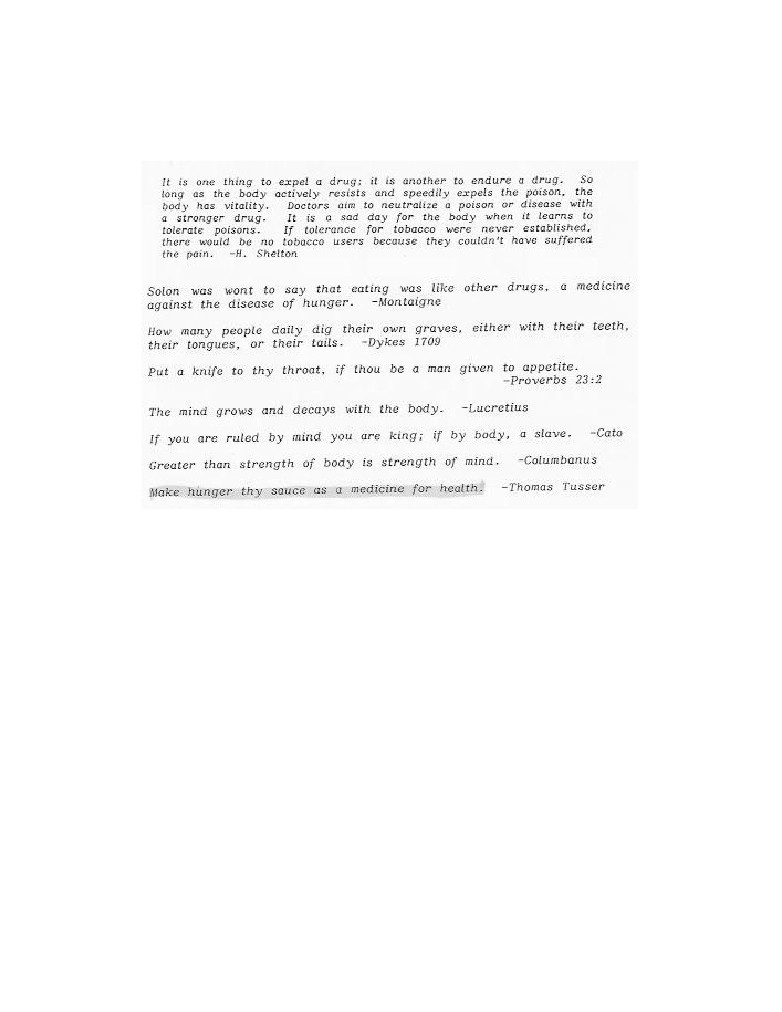 It is one thing to expel a drug; it is another to endure a drug. So
long as the body actively resists and speedily expels the poison, the
body has vitality. Doctors aim to neutralize a poison or disease with
a stronger drug. It is a sad day for the body when it learns to
tolerate poisons. If tolerance for tobacco were never established,
there would be no tobacco users because they couldn't have suffered
the pain. -H. Shelton
Solon was wont to say that eating was like other drugs, a medicine
against the disease of hunger. -Montaigne
How many people daily dig their own graves, either with their teeth,
their tongues, or their tails. -Dykes 1709
Put a knife to thy throat, if thou be a man given to appetite.
-Proverbs 23:2
The mind grows and decays with the body. -Lucretius
If you are ruled by mind you are king; if by body, a slave. -Cato
Greater than strength of body is strength of mind. -Columbanus
Make hunger thy sauce as a medicine for health. -Thomas Tusser